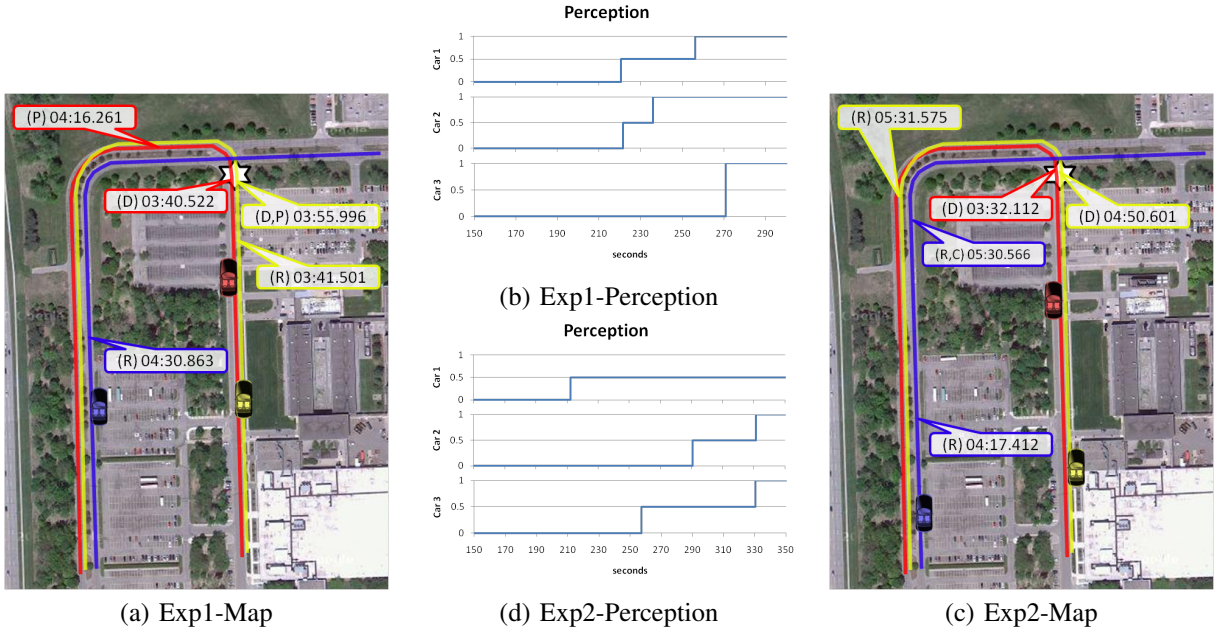 (P) 04:16.261
(D) 03:40.522
(D,P) 03:55.996
(R) 03:41.501
(R) 04:30.863
(a) Exp1-Map
Perception
Car 1
1
0.5
0
Car 2
1
0.5
0
Car 3
1
0.5
0
150 170 190 210 230 250 270 290
seconds
(b) Exp1-Perception
Perception
Car 1
1
0.5
0
Car 2
1
0.5
0
Car 3
1
0.5
0
150 170 190 210 230 250 270 290 310 330 350
seconds
(d) Exp2-Perception
(R) 05:31.575
(D) 03:32.112
(D) 04:50.601
(R,C) 05:30.566
(R) 04:17.412
(c) Exp2-Map